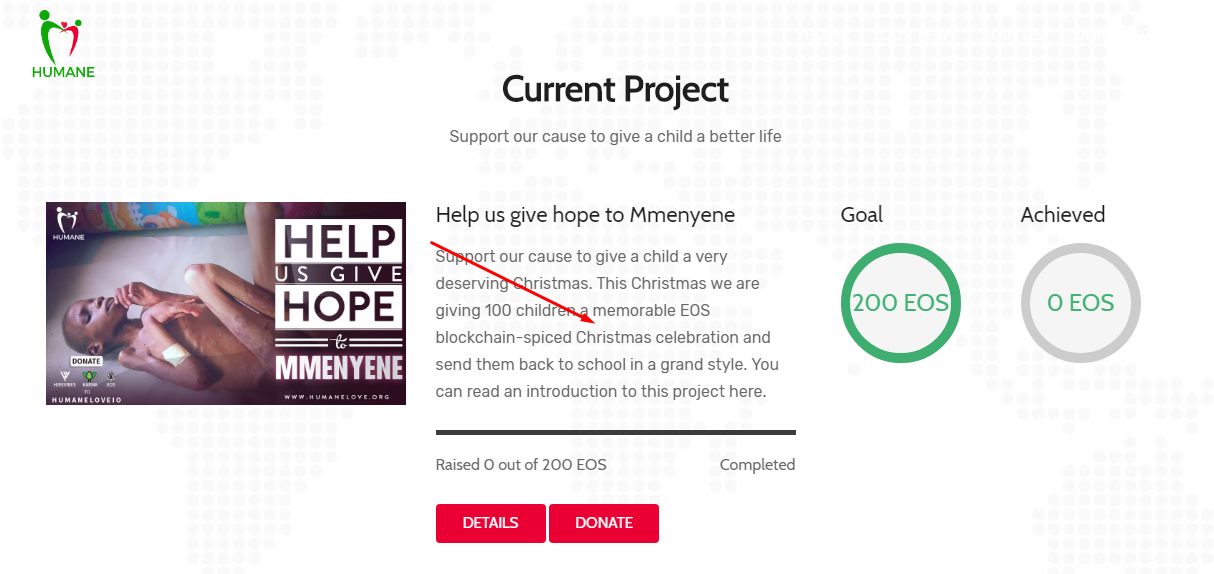 HUMANE
Current Project
Support our cause to give a child a better life
HUMANE
HELP
US GIVE
HOPE
to
MMENYENE
DONATE
KARMA
EOS
TO
HUMANELOVEIO
WWW.HUMANELOVE.ORG
Help us give hope to Mmenyene
Support our cause to give a child a very
deserving Christmas. This Christmas we are
giving 100 children a memorable EOS
blockchain-spiced Christmas celebration and
send them back to school in a grand style. You
can read an introduction to this project here.
Raised 0 out of 200 EOS
Completed
DETAILS
DONATE
Goal
200 EOS
Achieved
0 EOS